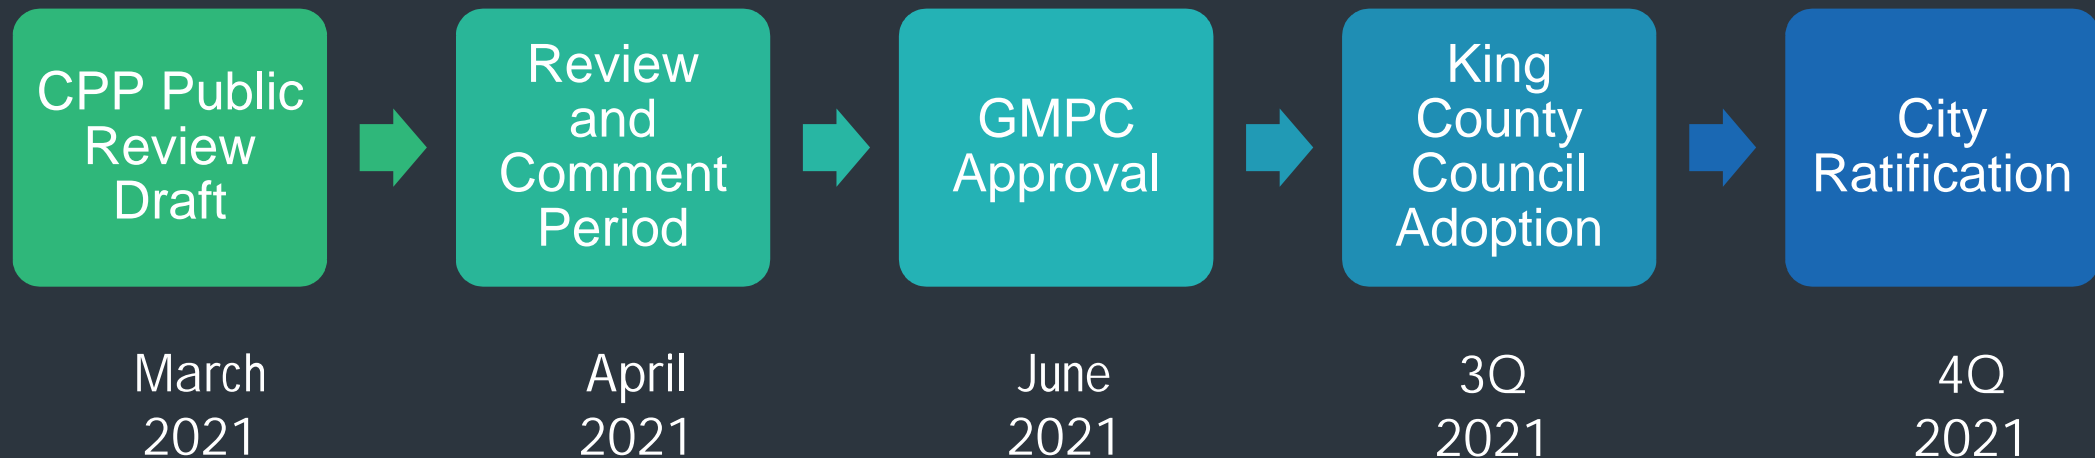 CPP Public
Review
Draft
Review
and
Comment
Period
GMPC
Approval
King
County
Council
Adoption
City
Ratification
March
2021
April
2021
June
2021
3Q
2021
4Q
2021